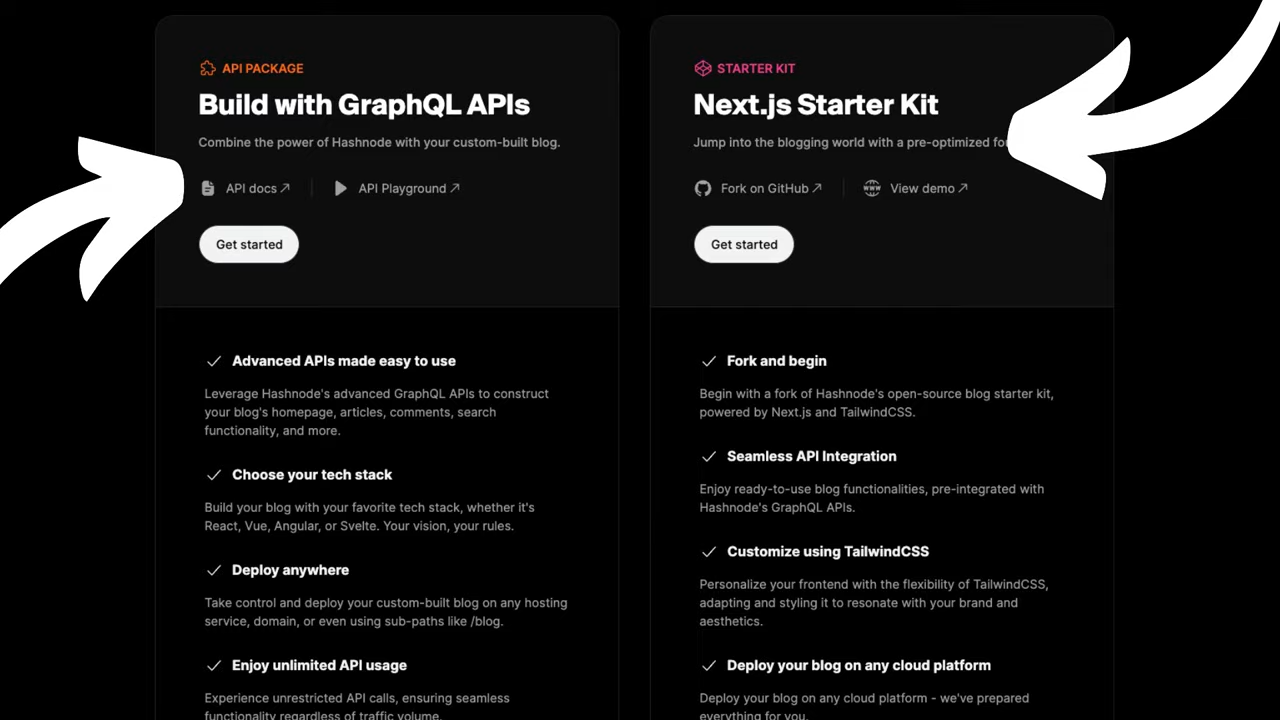 API PACKAGE
Build with GraphQL APIs
Combine the power of Hashnode with your custom-built blog.
API docs ↗
API Playground ↗
Get started
Advanced APIs made easy to use
Leverage Hashnode's advanced GraphQL APIs to construct
your blog's homepage, articles, comments, search
functionality, and more.
Choose your tech stack
Build your blog with your favorite tech stack, whether it's
React, Vue, Angular, or Svelte. Your vision, your rules.
Deploy anywhere
Take control and deploy your custom-built blog on any hosting
service, domain, or even using sub-paths like /blog.
Enjoy unlimited API usage
Experience unrestricted API calls, ensuring seamless
functionality regardless of traffic volume.
STARTER KIT
Next.js Starter Kit
Jump into the blogging world with a pre-optimized
Fork on GitHub ↗
WWW
View demo ↗
Get started
Fork and begin
Begin with a fork of Hashnode's open-source blog starter kit,
powered by Next.js and TailwindCSS.
Seamless API Integration
Enjoy ready-to-use blog functionalities, pre-integrated with
Hashnode's GraphQL APIs.
Customize using TailwindCSS
Personalize your frontend with the flexibility of TailwindCSS,
adapting and styling it to resonate with your brand and
aesthetics.
Deploy your blog on any cloud platform
Deploy your blog on any cloud platform - we've prepared
everything for you.